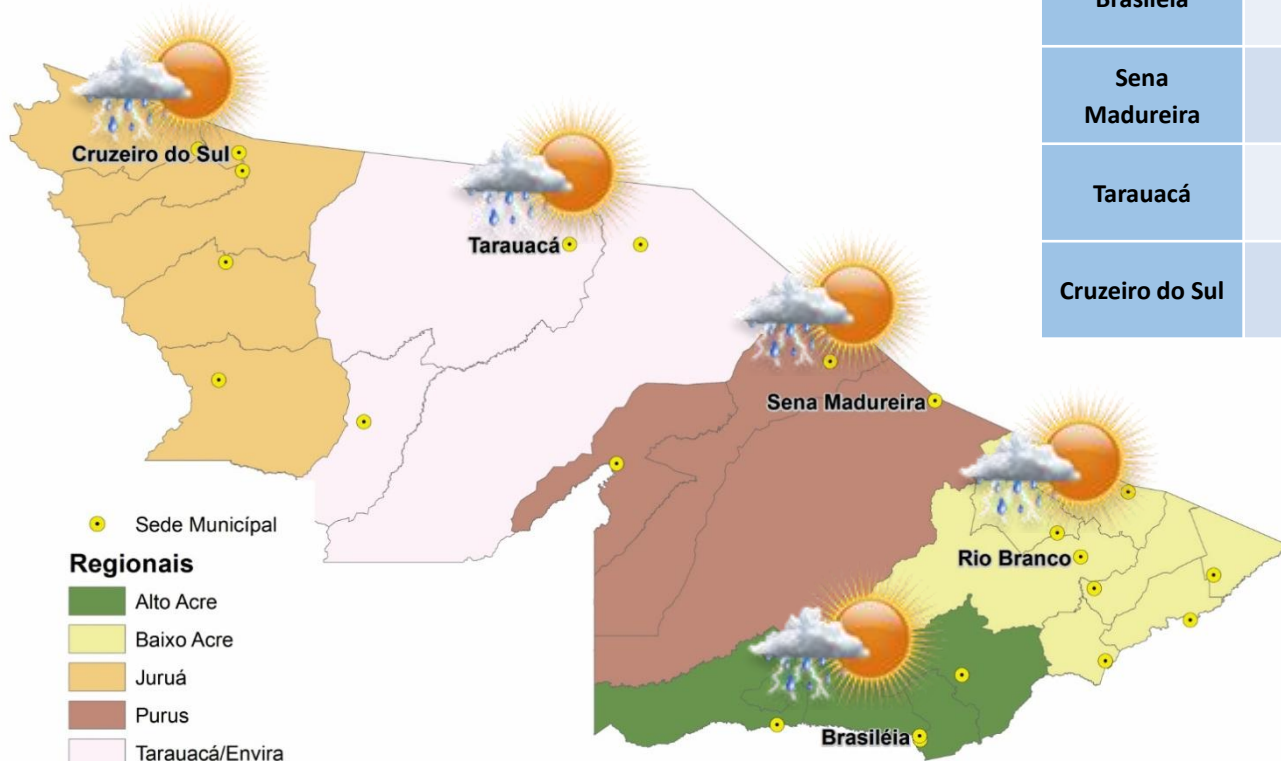 Brasiléia
Sena
Madureira
Tarauacá
Cruzeiro do Sul
Cruzeiro do Sul
Tarauacá
Sena Madureira
Rio Branco
Brasiléia
Sede Municípal
Regionais
Alto Acre
Baixo Acre
Juruá
Purus
Tarauacá/Envira